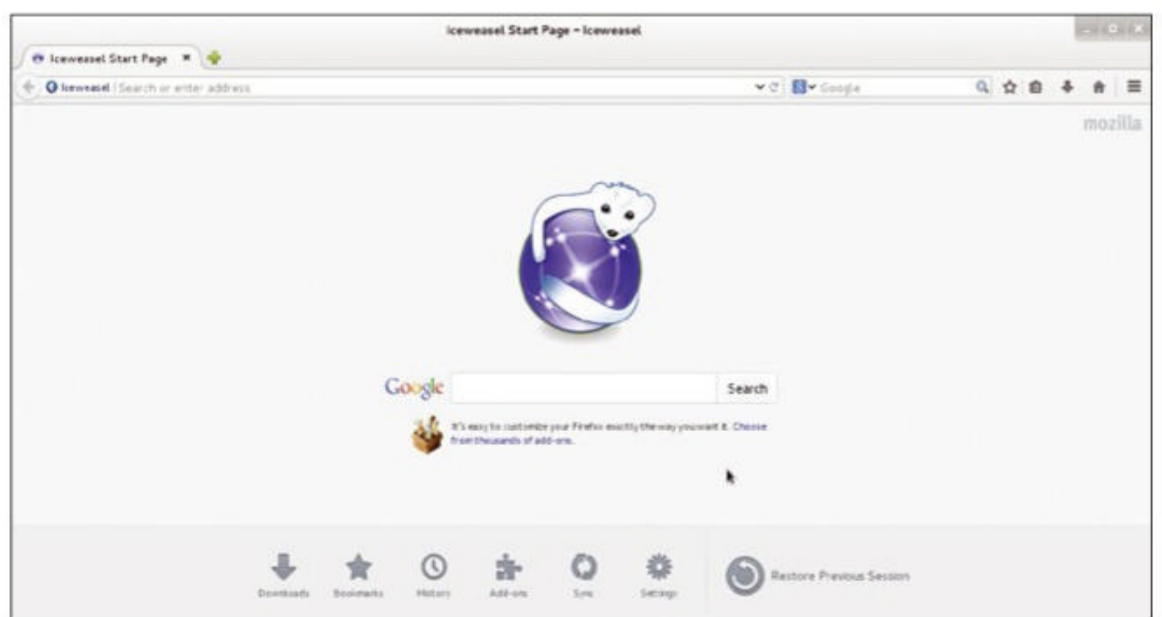 Iceweasel Start Page - Iceweasel
Iceweasel Start Page
Iceweasel Search or enter address
Google
mozilla
Google
Search
It's easy to customize your Firefox exactly the way you want it. Choose
from thousands of add-ons.
Downloads
Bookmarks
History
Add-ons
Sync
Settings
Restore Previous Session